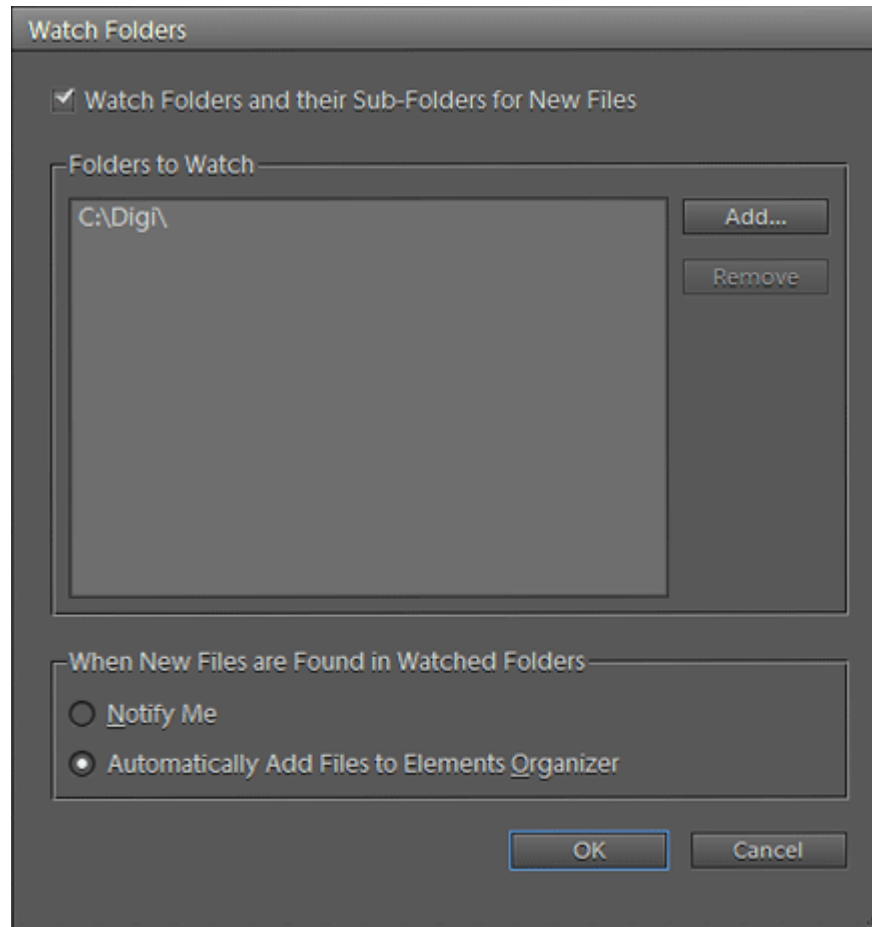 Watch Folders
Watch Folders and their Sub-Folders for New Files
Folders to Watch
C:\Digi\
Add...
Remove
When New Files are Found in Watched Folders
Notify Me
Automatically Add Files to Elements Organizer
OK
Cancel